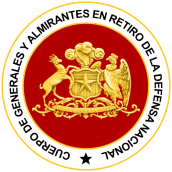 CUERPO DE GENERALES Y ALMIRANTES EN RETIRO DE LA DEFENSA NACIONAL